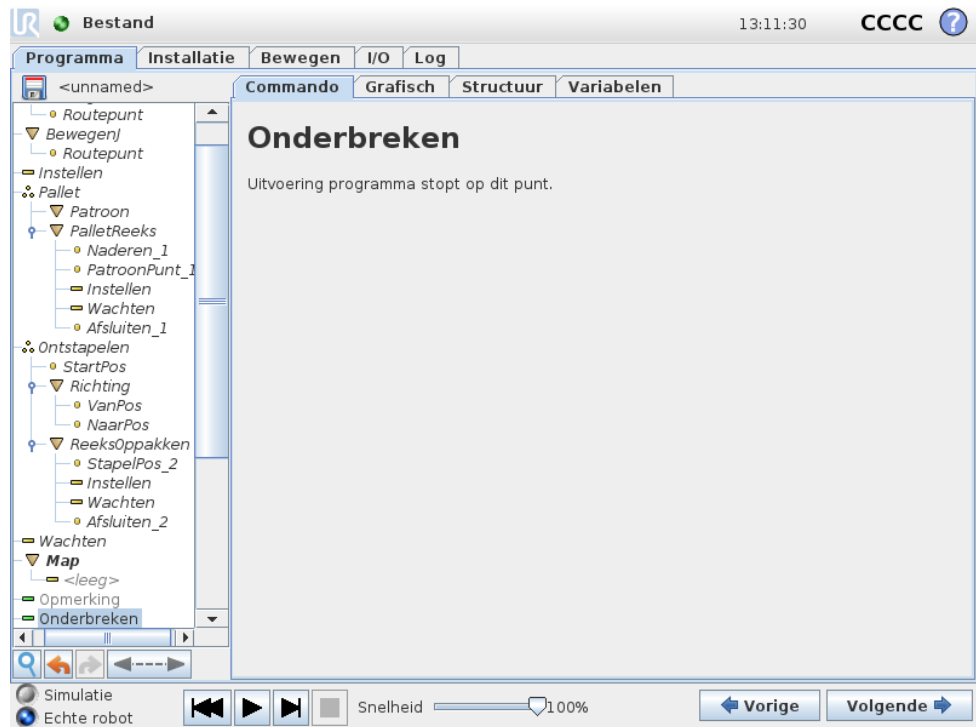 UR Bestand 13:11:30 CCCC ?
Programma Installatie Bewegen I/O Log
<unnamed>
Commando Grafisch Structuur Variabelen
Routepunt
BewegenJ
Routepunt
Instellen
Pallet
Patroon
PalletReeks
Naderen_1
PatroonPunt_1
Instellen
Wachten
Afsluiten_1
Ontstapelen
StartPos
Richting
VanPos
NaarPos
ReeksOppakken
StapelPos_2
Instellen
Wachten
Afsluiten_2
Wachten
Map
<leeg>
Opmerking
Onderbreken
Onderbreken
Uitvoering programma stopt op dit punt.
Simulatie
Echte robot
Snelheid 100%
Vorige Volgende